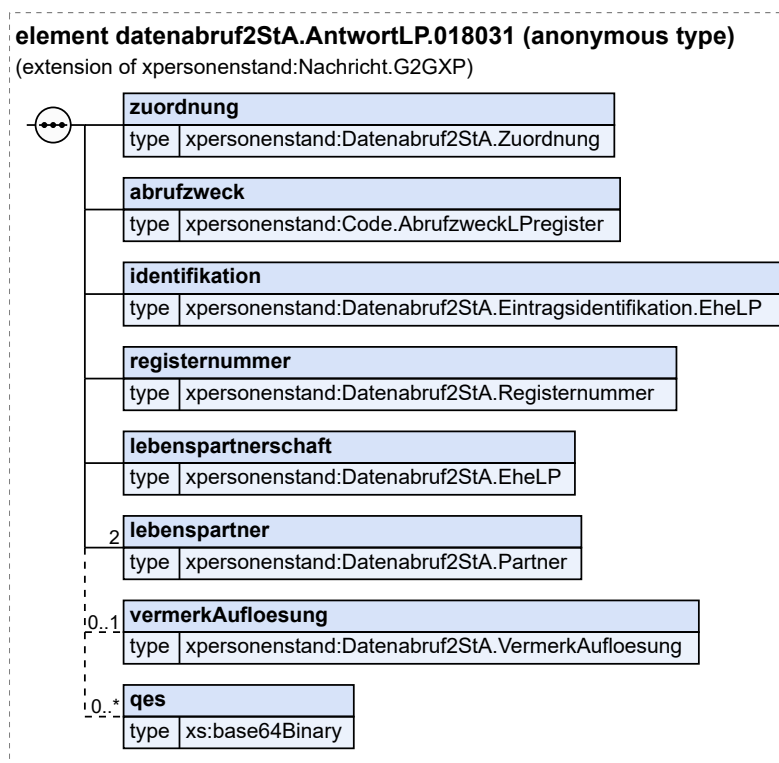 element datenabruf2StA.AntwortLP.018031 (anonymous type)
(extension of xpersonenstand:Nachricht.G2GXP)
zuordnung
type xpersonenstand:Datenabruf2StA.Zuordnung
abrufzweck
type xpersonenstand:Code.AbrufzweckLPregister
identifikation
type xpersonenstand:Datenabruf2StA.Eintragsidentifikation.EheLP
registernummer
type xpersonenstand:Datenabruf2StA.Registernummer
lebenspartnerschaft
type xpersonenstand:Datenabruf2StA.EheLP
2 lebenspartner
type xpersonenstand:Datenabruf2StA.Partner
0..1 vermerkAufloesung
type xpersonenstand:Datenabruf2StA.VermerkAufloesung
0..* qes
type xs:base64Binary